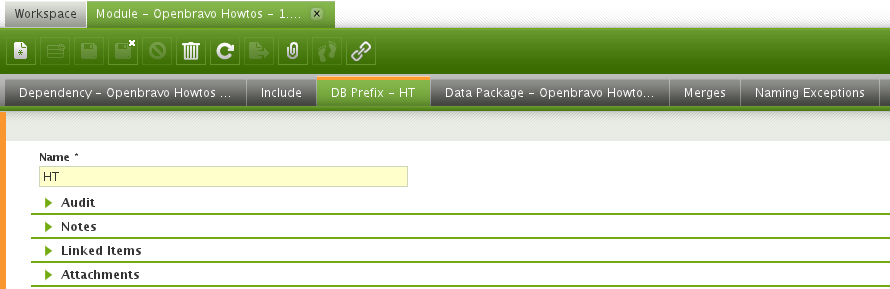 Workspace Module - Openbravo Howtos - 1....
Dependency - Openbravo Howtos ... Include DB Prefix - HT Data Package - Openbravo Howto... Merges Naming Exceptions
Name *
HT
Audit
Notes
Linked Items
Attachments